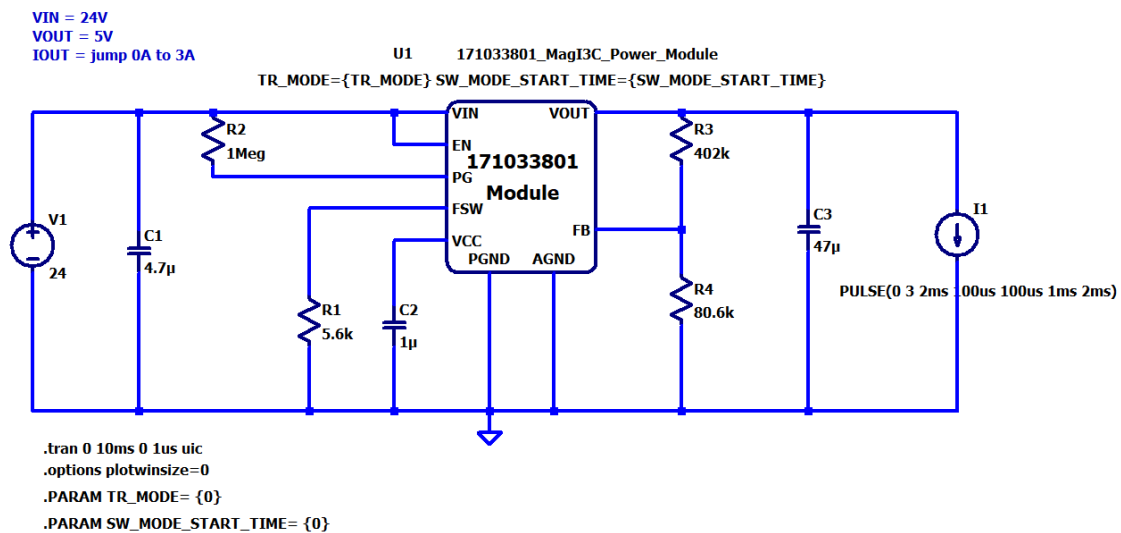 VIN = 24V
VOUT = 5V
IOUT = jump 0A to 3A
U1 171033801_MagI3C_Power_Module
TR_MODE={TR_MODE} SW_MODE_START_TIME={SW_MODE_START_TIME}
VIN VOUT
R2
R3
EN
1Meg
402k
171033801
PG
Module
FSW
V1
C3
I1
C1
VCC
FB
47µ
PGND AGND
24
4.7µ
R4
PULSE(0 3 2ms 100us 100us 1ms 2ms)
R1
C2
80.6k
5.6k
1µ
.tran 0 10ms 0 1us uic
.options plotwinsize=0
.PARAM TR_MODE= {0}
.PARAM SW_MODE_START_TIME= {0}